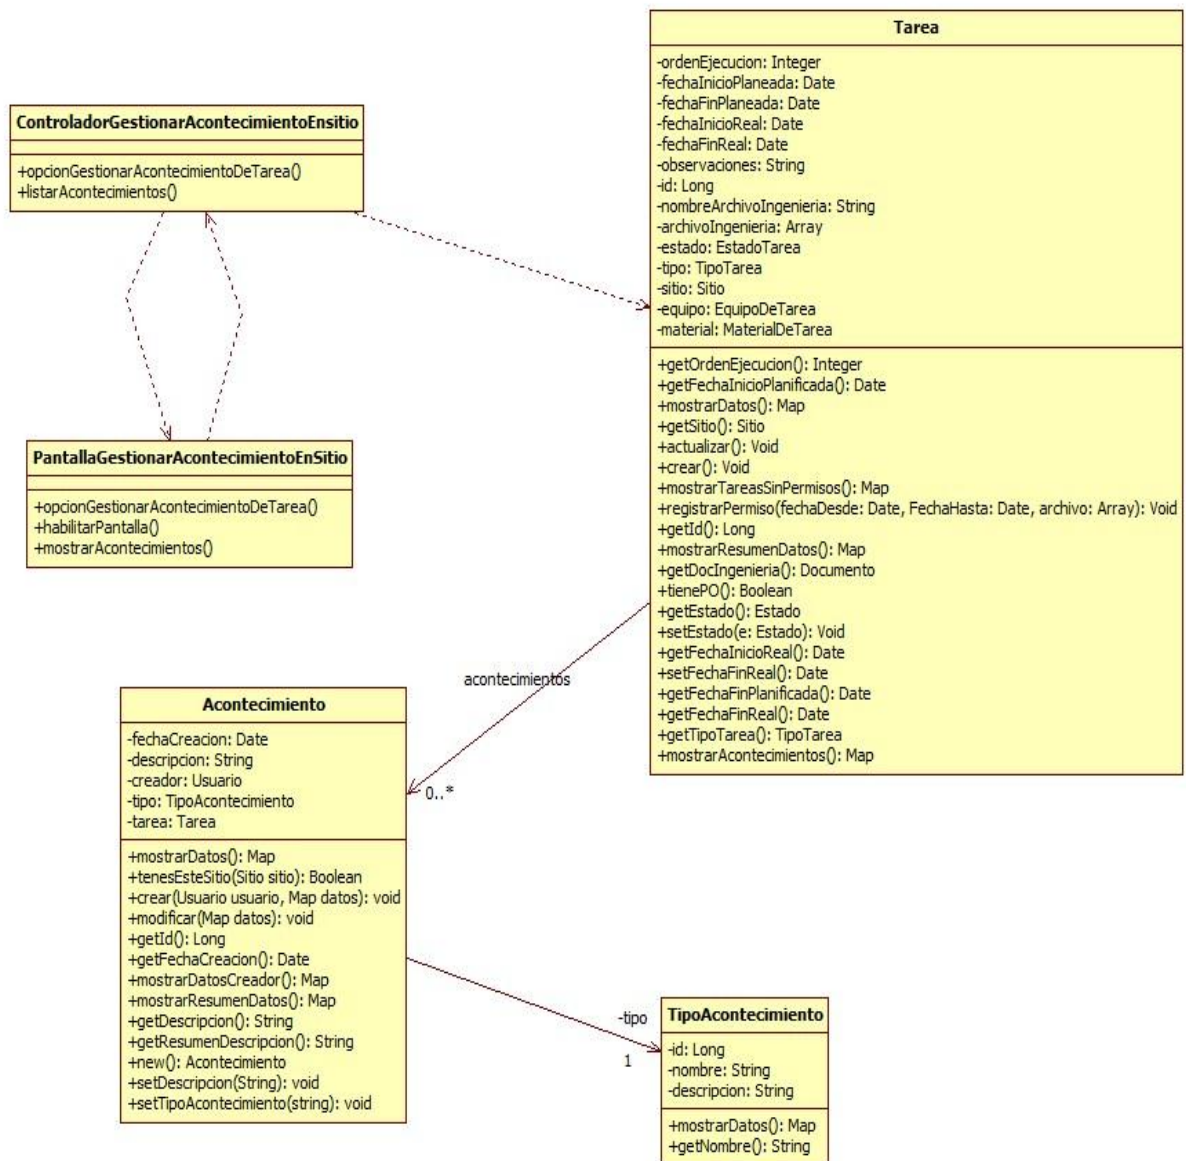 ControladorGestionarAcontecimientoEnsitio
+opcionGestionarAcontecimientoDeTarea()
+listarAcontecimientos()
PantallaGestionarAcontecimientoEnSitio
+opcionGestionarAcontecimientoDeTarea()
+habilitarPantalla()
+mostrarAcontecimientos()
Tarea
-ordenEjecucion: Integer
-fechaInicioPlaneada: Date
-fechaFinPlaneada: Date
-fechaInicioReal: Date
-fechaFinReal: Date
-observaciones: String
-id: Long
-nombreArchivoIngenieria: String
-archivoIngenieria: Array
-estado: EstadoTarea
-tipo: TipoTarea
-sitio: Sitio
-equipo: EquipoDeTarea
-material: MaterialDeTarea
+getOrdenEjecucion(): Integer
+getFechaInicioPlanificada(): Date
+mostrarDatos(): Map
+getSitio(): Sitio
+actualizar(): Void
+crear(): Void
+mostrarTareasSinPermisos(): Map
+registrarPermiso(fechaDesde: Date, FechaHasta: Date, archivo: Array): Void
+getId(): Long
+mostrarResumenDatos(): Map
+getDocIngenieria(): Documento
+tienePO(): Boolean
+getEstado(): Estado
+setEstado(e: Estado): Void
+getFechaInicioReal(): Date
+setFechaFinReal(): Date
+getFechaFinPlanificada(): Date
+getFechaFinReal(): Date
+getTipoTarea(): TipoTarea
+mostrarAcontecimientos(): Map
acontecimientos
0..*
Acontecimiento
-fechaCreacion: Date
-descripcion: String
-creador: Usuario
-tipo: TipoAcontecimiento
-tarea: Tarea
+mostrarDatos(): Map
+tenesEsteSitio(Sitio sitio): Boolean
+crear(Usuario usuario, Map datos): void
+modificar(Map datos): void
+getId(): Long
+getFechaCreacion(): Date
+mostrarDatosCreador(): Map
+mostrarResumenDatos(): Map
+getDescripcion(): String
+getResumenDescripcion(): String
+new(): Acontecimiento
+setDescripcion(String): void
+setTipoAcontecimiento(string): void
-tipo
1
TipoAcontecimiento
-id: Long
-nombre: String
-descripcion: String
+mostrarDatos(): Map
+getNombre(): String